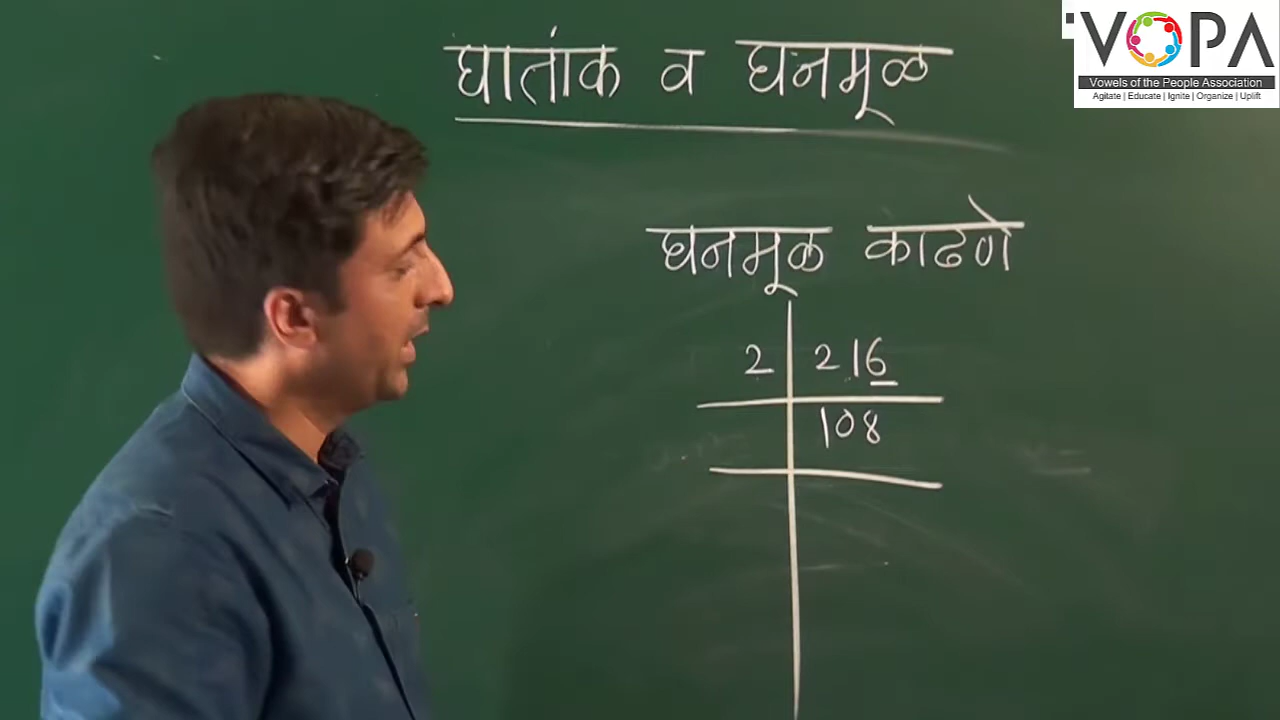 VOPA
Vowels of the People Association
Agitate | Educate | Ignite | Organize | Uplift
घातांक व घनमूळ
घनमूळ काढणे
2 216
108